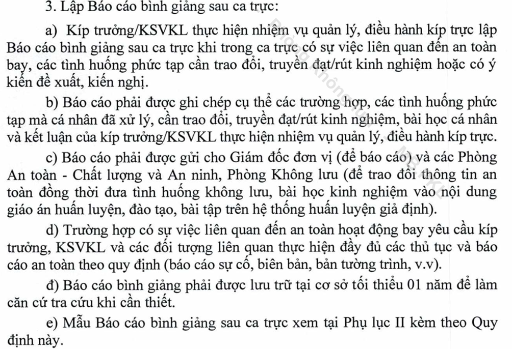 3. Lập Báo cáo bình giảng sau ca trực:
a) Kíp trưởng/KSVKL thực hiện nhiệm vụ quản lý, điều hành kíp trực lập
Báo cáo bình giảng sau ca trực khi trong ca trực có sự việc liên quan đến an toàn
bay, các tình huống phức tạp cần trao đổi, truyền đạt/rút kinh nghiệm hoặc có ý
kiến đề xuất, kiến nghị.
b) Báo cáo phải được ghi chép cụ thể các trường hợp, các tình huống phức
tạp mà cá nhân đã xử lý, cần trao đổi, truyền đạt/rút kinh nghiệm, bài học cá nhân
và kết luận của kíp trưởng/KSVKL thực hiện nhiệm vụ quản lý, điều hành kíp trực.
c) Báo cáo phải được gửi cho Giám đốc đơn vị (để báo cáo) và các Phòng
An toàn - Chất lượng và An ninh, Phòng Không lưu (để trao đổi thông tin an
toàn đồng thời đưa tình huống không lưu, bài học kinh nghiệm vào nội dung
giáo án huấn luyện, đào tạo, bài tập trên hệ thống huấn luyện giả định).
d) Trường hợp có sự việc liên quan đến an toàn hoạt động bay yêu cầu kíp
trưởng, KSVKL và các đối tượng liên quan thực hiện đầy đủ các thủ tục và báo
cáo an toàn theo quy định (báo cáo sự cố, biên bản, bản tường trình, v.v).
đ) Báo cáo bình giảng phải được lưu trữ tại cơ sở tối thiểu 01 năm để làm
căn cứ tra cứu khi cần thiết.
e) Mẫu Báo cáo bình giảng sau ca trực xem tại Phụ lục II kèm theo Quy
định này.